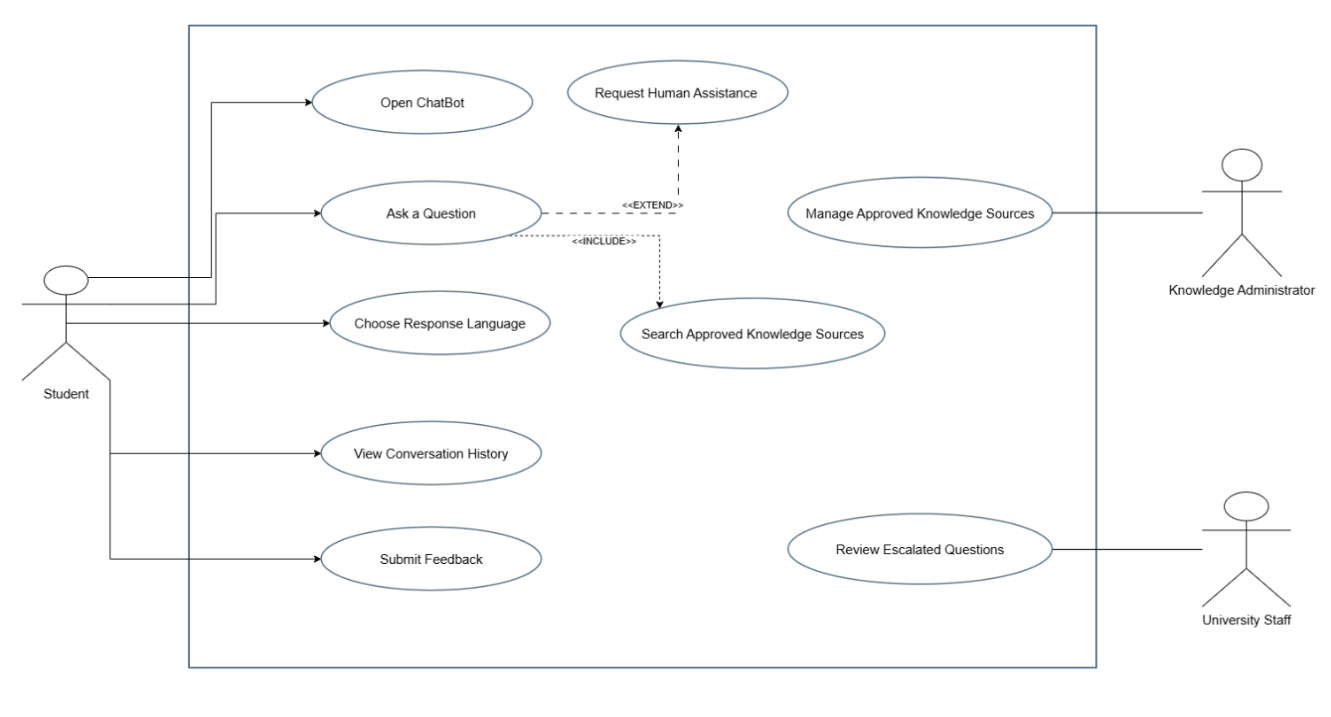 Open ChatBot
Request Human Assistance
Ask a Question
<<EXTEND>>
Manage Approved Knowledge Sources
<<INCLUDE>>
Knowledge Administrator
Choose Response Language
Search Approved Knowledge Sources
Student
View Conversation History
Submit Feedback
Review Escalated Questions
University Staff